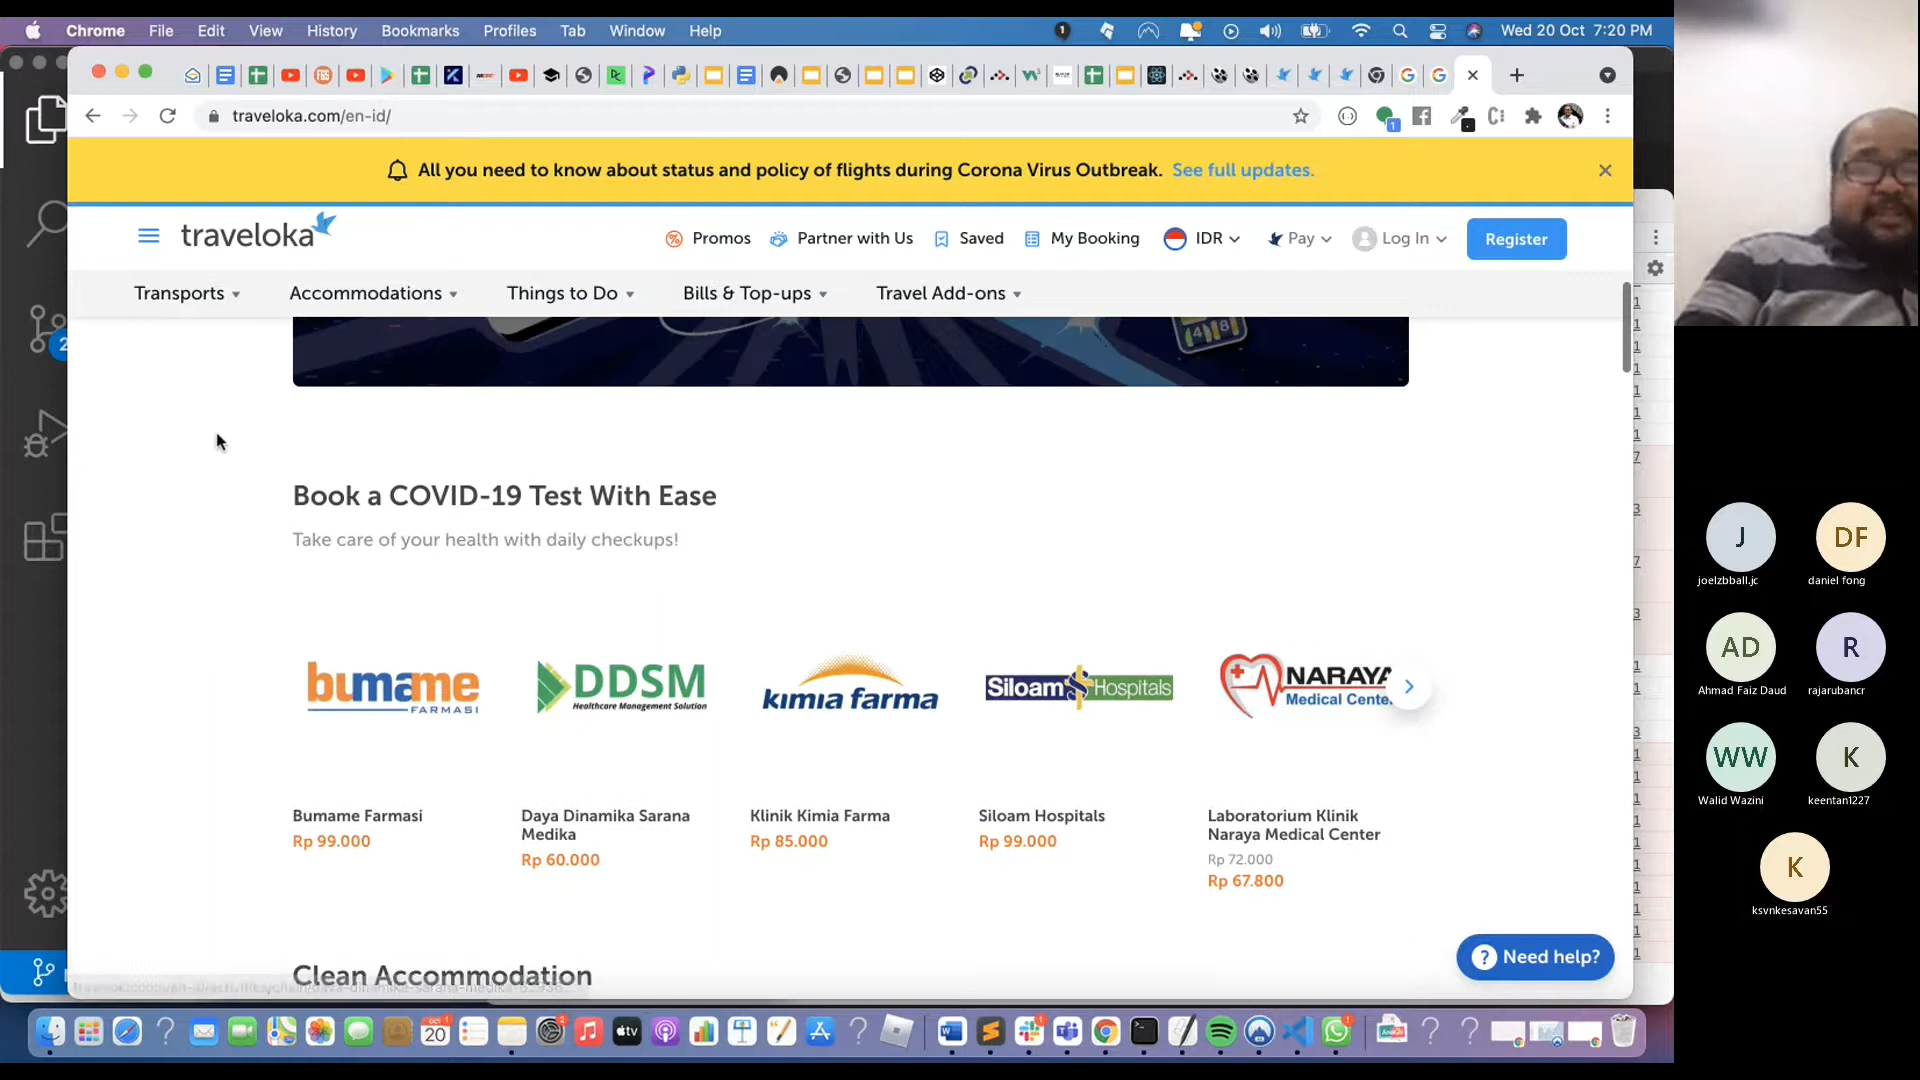 Chrome File Edit View History Bookmarks Profiles Tab Window Help
1
Wed 20 Oct 7:20 PM
traveloka.com/en-id/
1
All you need to know about status and policy of flights during Corona Virus Outbreak. See full updates.
traveloka
Promos Partner with Us Saved My Booking IDR Pay Log In Register
Transports Accommodations Things to Do Bills & Top-ups Travel Add-ons
Book a COVID-19 Test With Ease
Take care of your health with daily checkups!
bumame
FARMASI
DDSM
Healthcare Management Solution
kimia farma
Siloam Hospitals
NARAYA
Medical Cente
Bumame Farmasi
Rp 99.000
Daya Dinamika Sarana
Medika
Rp 60.000
Klinik Kimia Farma
Rp 85.000
Siloam Hospitals
Rp 99.000
Laboratorium Klinik
Naraya Medical Center
Rp 72.000
Rp 67.800
Clean Accommodation
Need help?
J
joelzbball.jc
DF
daniel fong
AD
Ahmad Faiz Daud
R
rajarubancr
WW
Walid Wazini
K
keentan1227
K
ksvnkesavan55
2
OCT
20
tv